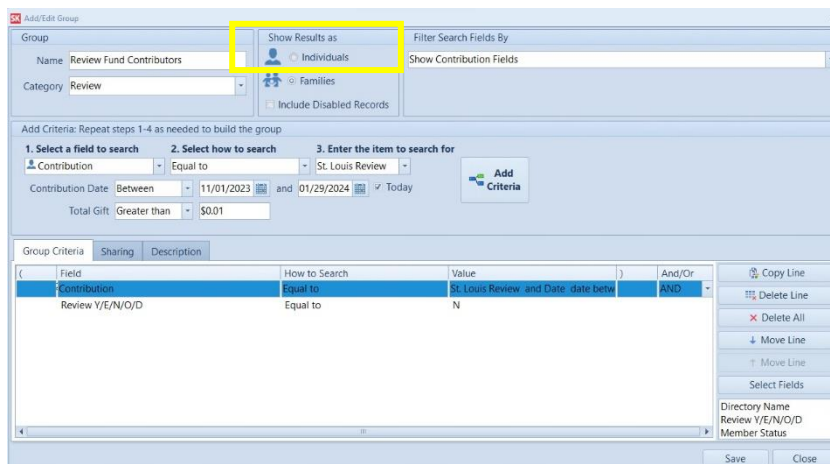 SK Add/Edit Group
Group
Name Review Fund Contributors
Category Review
Show Results as
Individuals
Families
Include Disabled Records
Filter Search Fields By
Show Contribution Fields
Add Criteria: Repeat steps 1-4 as needed to build the group
1. Select a field to search 2. Select how to search 3. Enter the item to search for
Contribution Equal to St. Louis Review
Contribution Date Between 11/01/2023 and 01/29/2024 Today
Total Gift Greater than $0.01
Add Criteria
Group Criteria Sharing Description
( Field How to Search Value ) And/Or
Contribution Equal to St. Louis Review and Date date betw AND
Review Y/E/N/O/D Equal to N
Copy Line
Delete Line
Delete All
Move Line
Move Line
Select Fields
Directory Name
Review Y/E/N/O/D
Member Status
Save Close